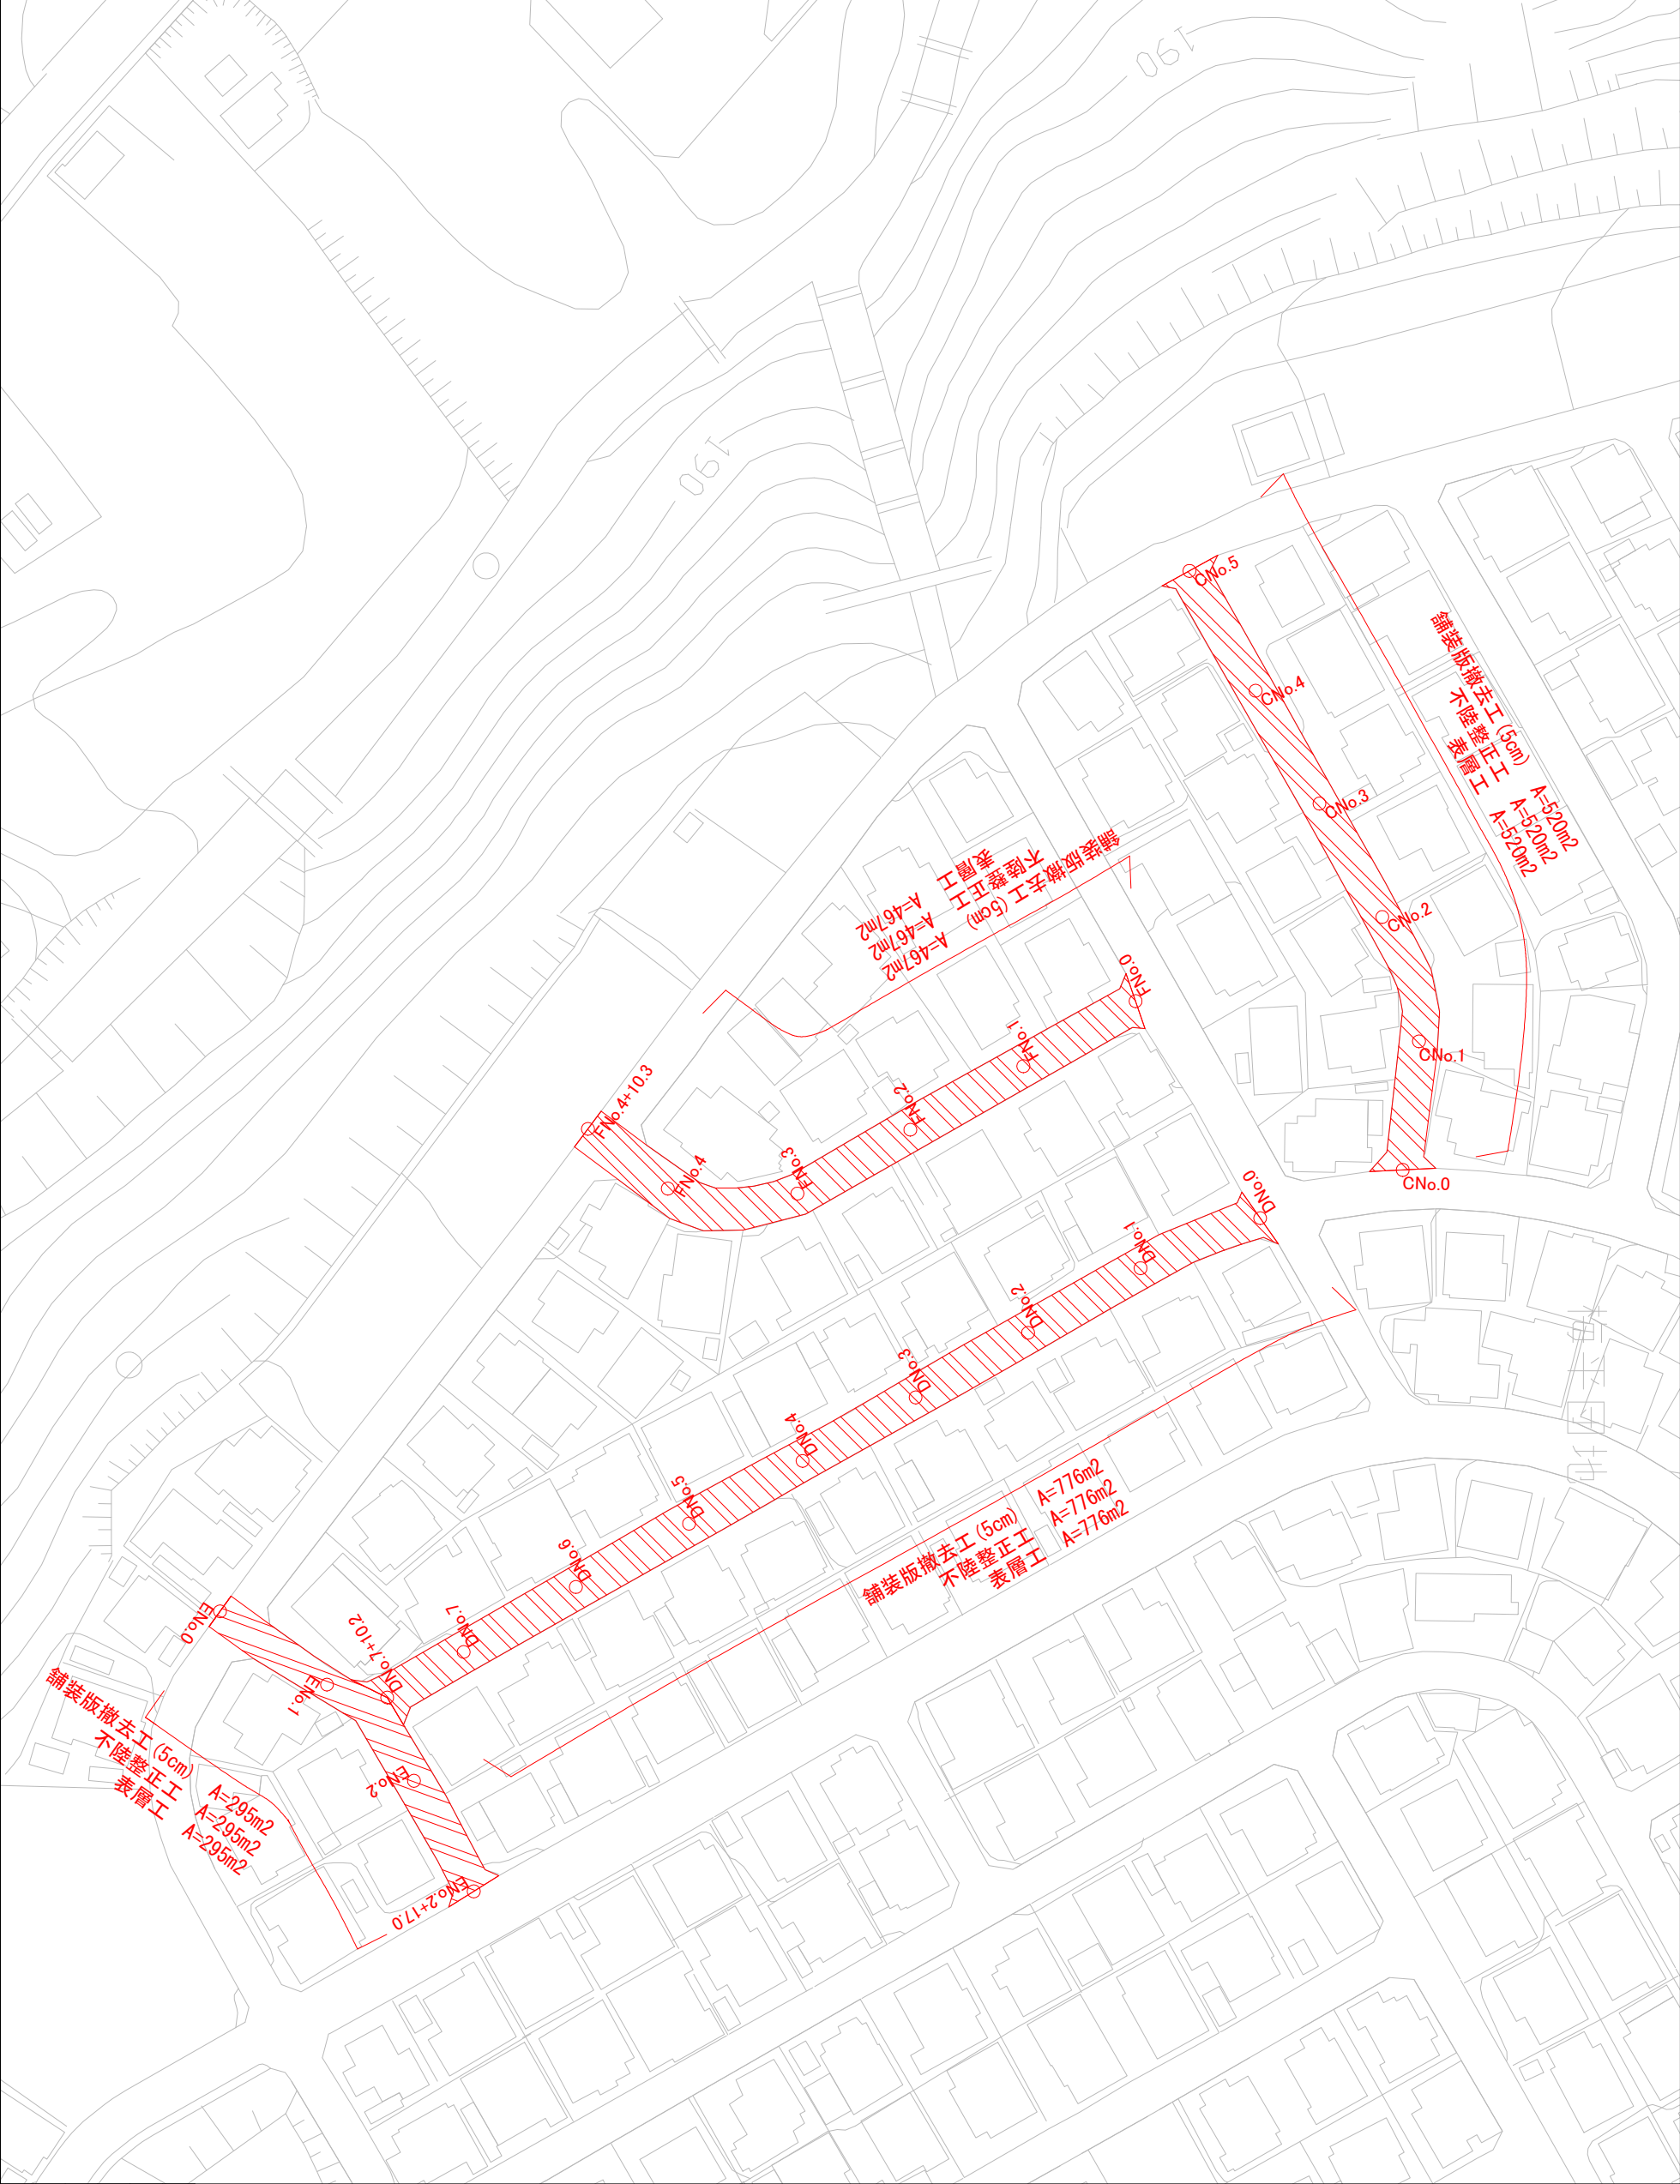 190
190
CNo.5
CNo.4
CNo.3
CNo.2
CNo.1
CNo.0
舗装版撤去工(5cm) A=520m2
不陸整正工 A=520m2
表層工 A=520m2
舗装版撤去工(5cm) A=467m2
不陸整正工 A=467m2
表層工 A=467m2
FNo.0
FNo.1
FNo.2
FNo.3
FNo.4
FNo.4+10.3
DNo.0
DNo.1
DNo.2
DNo.3
DNo.4
DNo.5
DNo.6
DNo.7
DNo.7+10.2
舗装版撤去工(5cm) A=776m2
不陸整正工 A=776m2
表層工 A=776m2
ENo.0
ENo.1
ENo.2
ENo.2+17.0
舗装版撤去工(5cm) A=295m2
不陸整正工 A=295m2
表層工 A=295m2